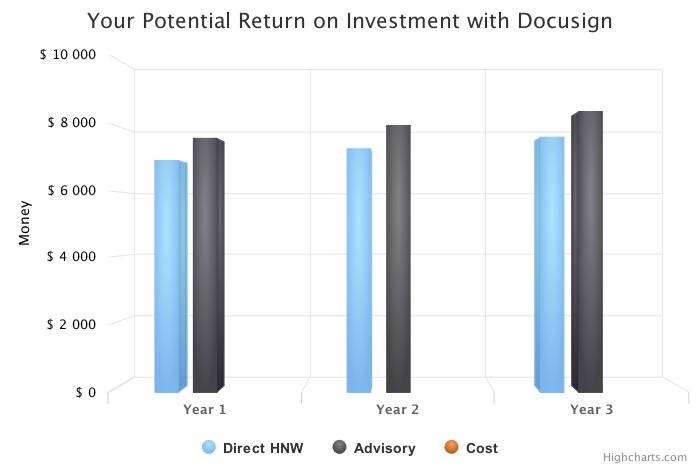 Your Potential Return on Investment with Docusign
$ 10 000
$ 8 000
$ 6 000
$ 4 000
$ 2 000
$ 0
Money
Year 1
Year 2
Year 3
Direct HNW
Advisory
Cost
Highcharts.com